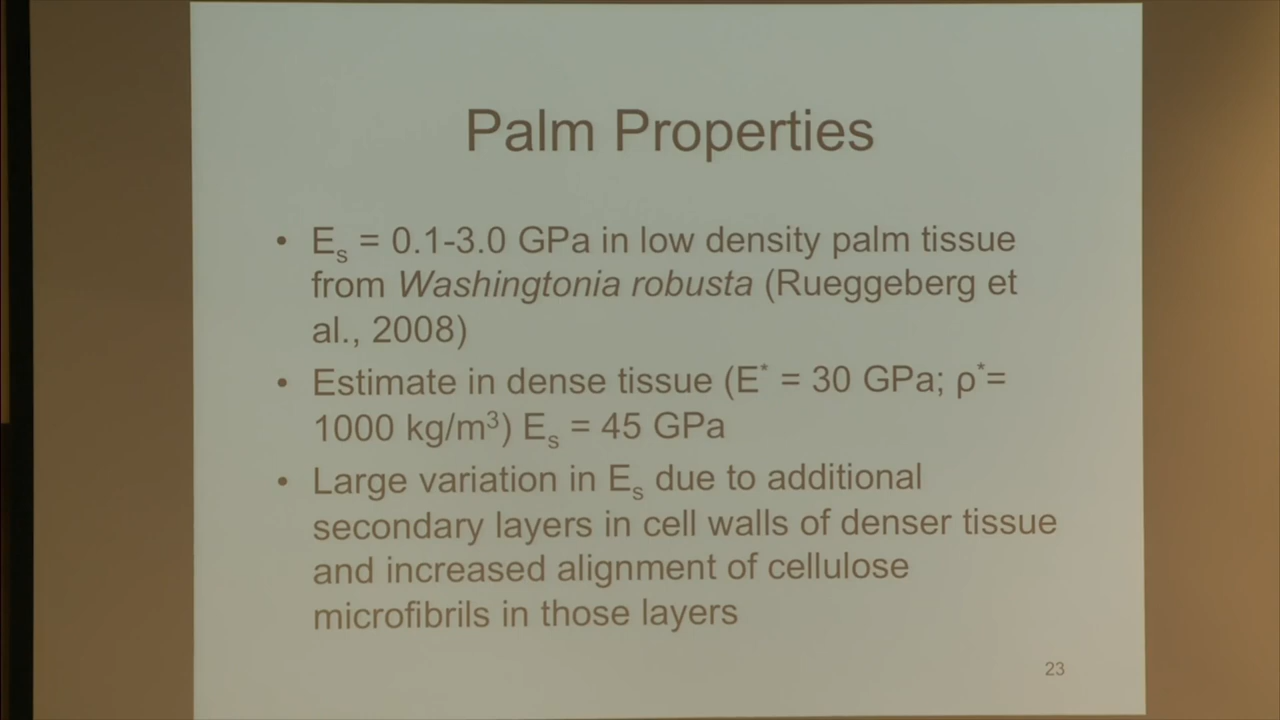 Palm Properties
• Es = 0.1-3.0 GPa in low density palm tissue
from Washingtonia robusta (Rueggeberg et
al., 2008)
• Estimate in dense tissue (E* = 30 GPa; ρ*=
1000 kg/m³) Es = 45 GPa
• Large variation in Es due to additional
secondary layers in cell walls of denser tissue
and increased alignment of cellulose
microfibrils in those layers
23